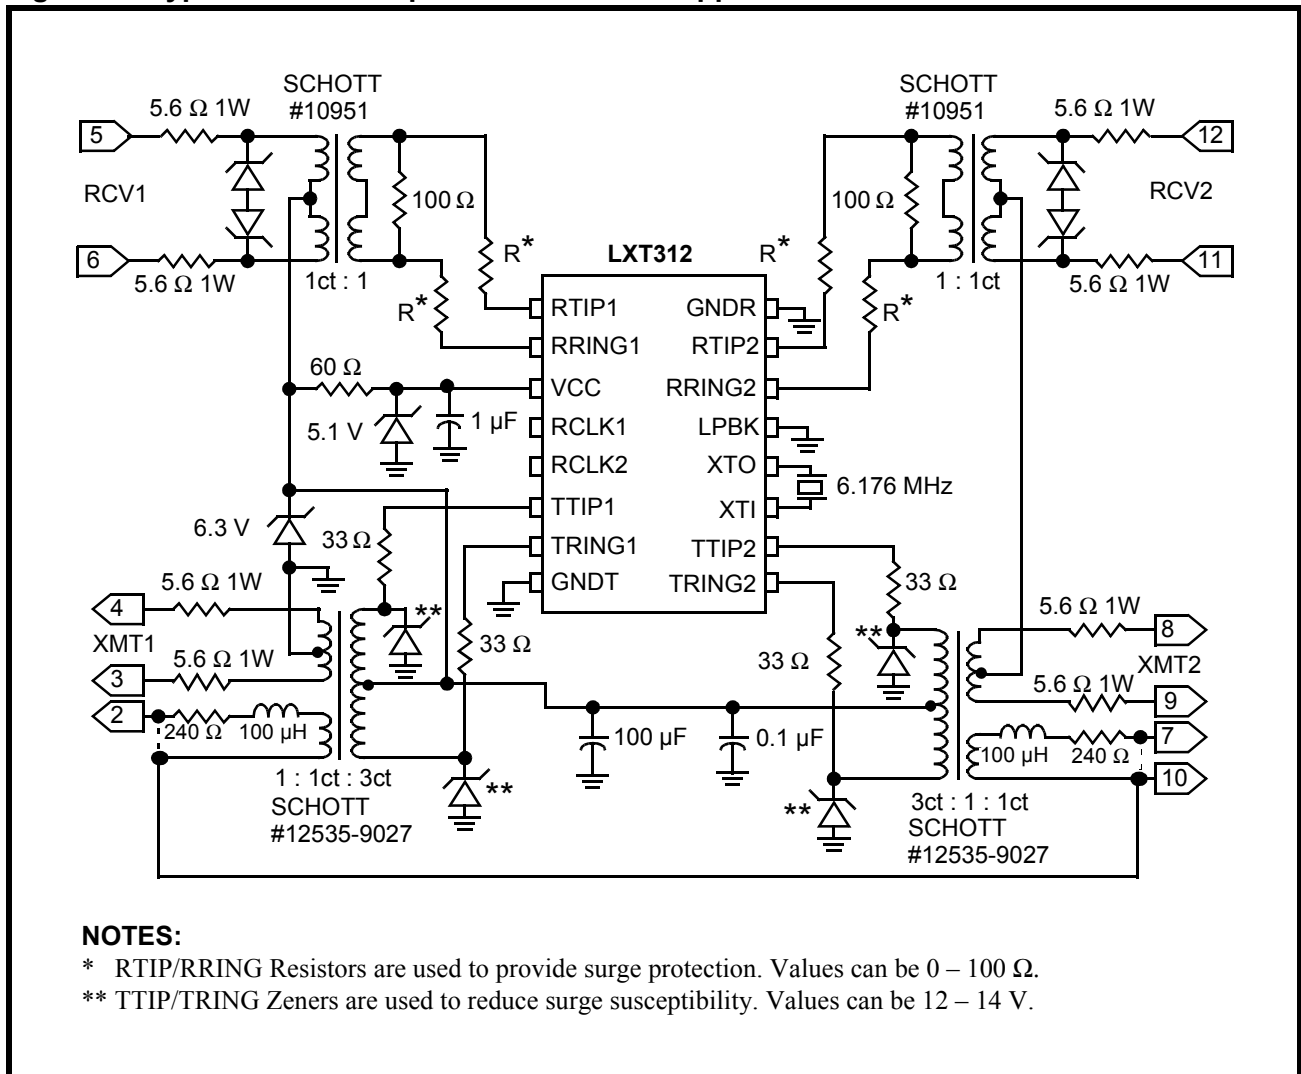 SCHOTT
#10951
5.6 Ω 1W
5
RCV1
6
5.6 Ω 1W
1ct : 1
100 Ω
R*
R*
SCHOTT
#10951
5.6 Ω 1W
12
RCV2
11
5.6 Ω 1W
1 : 1ct
100 Ω
R*
R*
LXT312
RTIP1
RRING1
VCC
RCLK1
RCLK2
TTIP1
TRING1
GNDT
GNDR
RTIP2
RRING2
LPBK
XTO
XTI
TTIP2
TRING2
60 Ω
5.1 V
1 µF
6.176 MHz
6.3 V
33 Ω
5.6 Ω 1W
4
XMT1
5.6 Ω 1W
3
2
240 Ω
100 µH
**
33 Ω
**
1 : 1ct : 3ct
SCHOTT
#12535-9027
100 µF
0.1 µF
33 Ω
33 Ω
**
**
5.6 Ω 1W
8
XMT2
5.6 Ω 1W
9
7
100 µH
240 Ω
10
3ct : 1 : 1ct
SCHOTT
#12535-9027
NOTES:
* RTIP/RRING Resistors are used to provide surge protection. Values can be 0 – 100 Ω.
** TTIP/TRING Zeners are used to reduce surge susceptibility. Values can be 12 – 14 V.